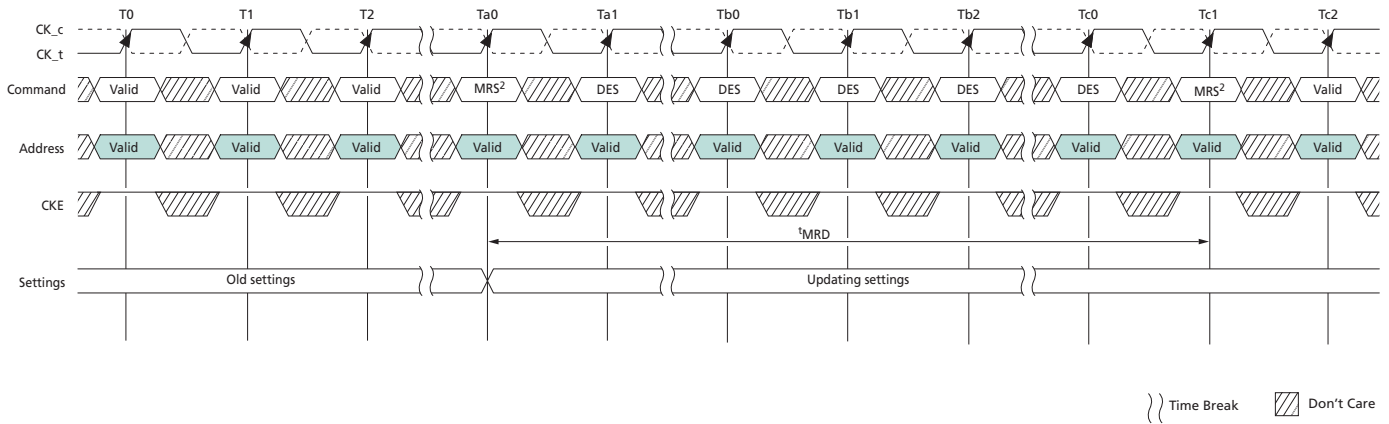 T0 T1 T2 Ta0 Ta1 Tb0 Tb1 Tb2 Tc0 Tc1 Tc2
CK_c
CK_t
Command Valid Valid Valid MRS² DES DES DES DES DES MRS² Valid
Address Valid Valid Valid Valid Valid Valid Valid Valid Valid Valid Valid
CKE
ᵗMRD
Settings Old settings Updating settings
Time Break Don't Care